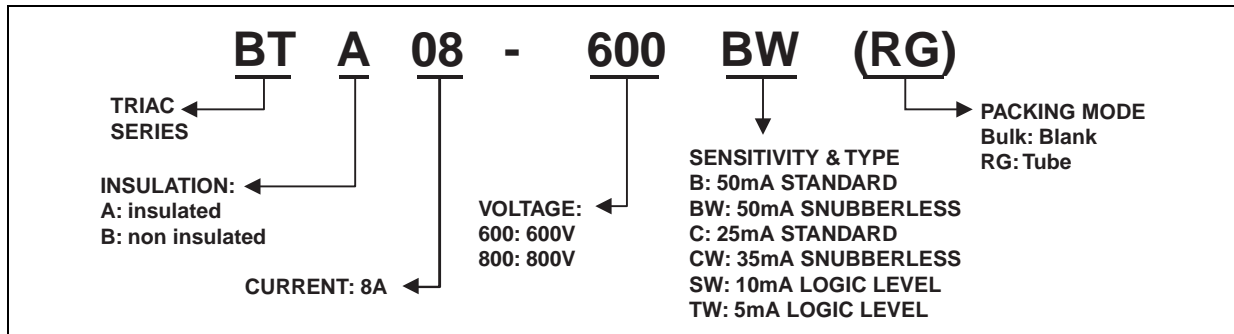 BT A 08 - 600 BW (RG)
TRIAC
SERIES
INSULATION:
A: insulated
B: non insulated
CURRENT: 8A
VOLTAGE:
600: 600V
800: 800V
SENSITIVITY & TYPE
B: 50mA STANDARD
BW: 50mA SNUBBERLESS
C: 25mA STANDARD
CW: 35mA SNUBBERLESS
SW: 10mA LOGIC LEVEL
TW: 5mA LOGIC LEVEL
PACKING MODE
Bulk: Blank
RG: Tube